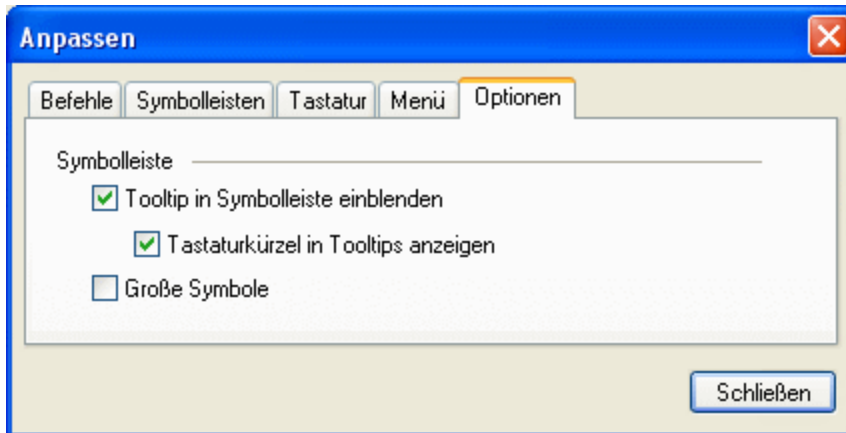 Anpassen
Befehle Symbolleisten Tastatur Menü Optionen
Symbolleiste
Tooltip in Symbolleiste einblenden
Tastaturkürzel in Tooltips anzeigen
Große Symbole
Schließen